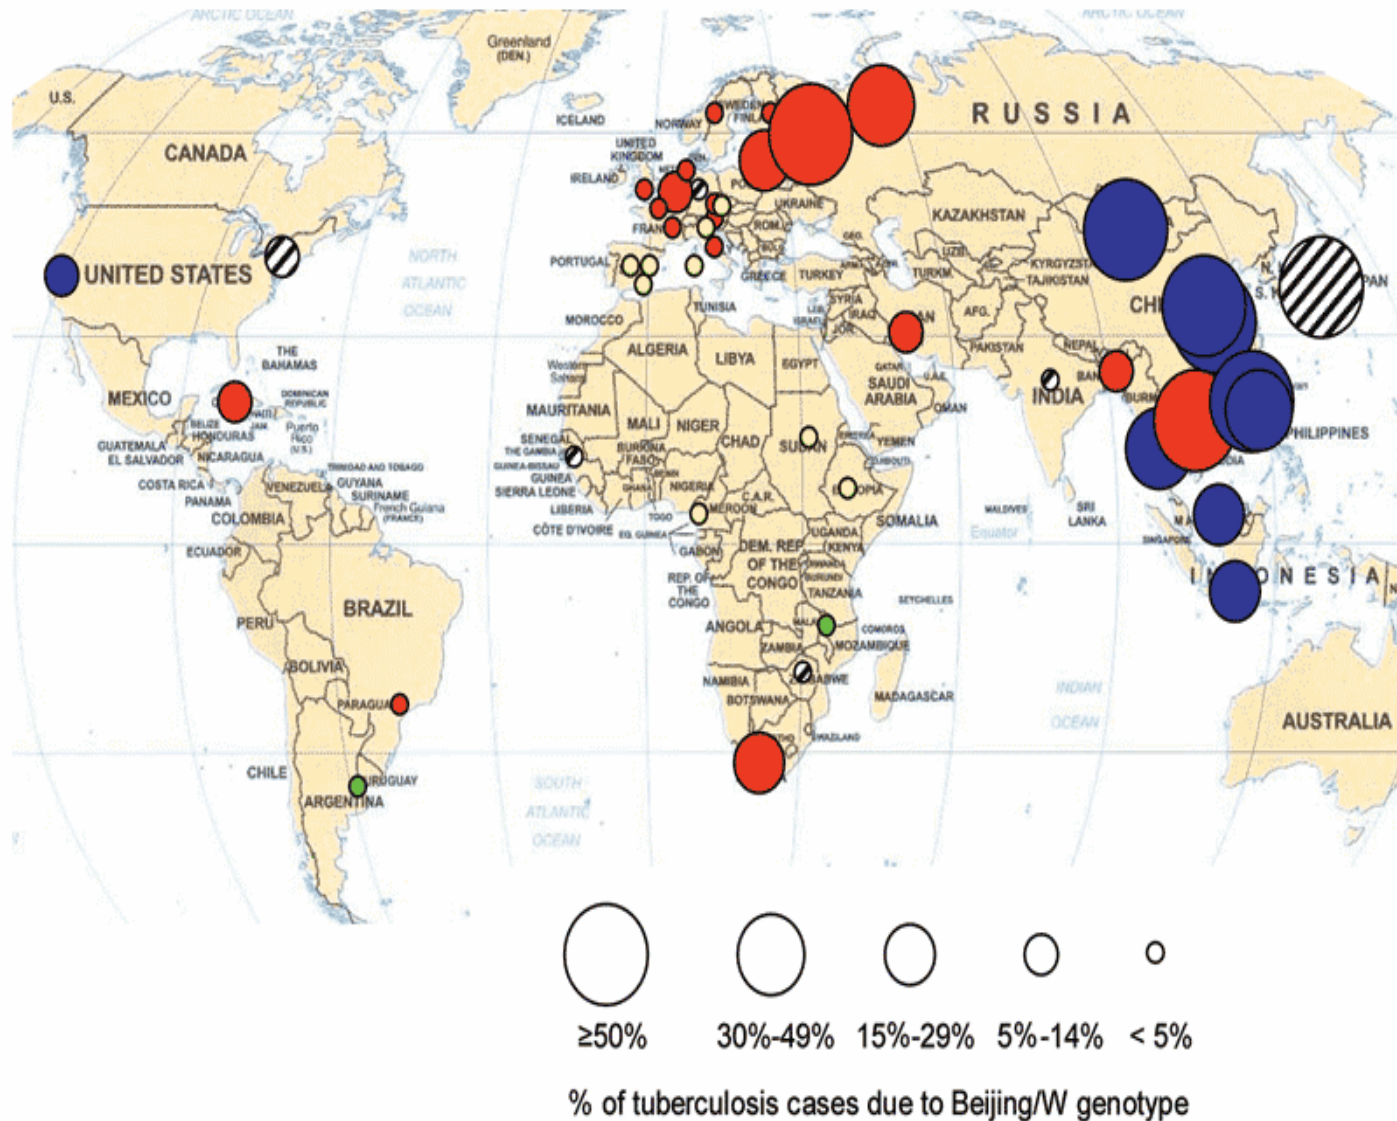 ARCTIC OCEAN
ARCTIC OCEAN
Greenland
(DEN.)
U.S.
ICELAND
NORWAY
SWEDEN
RUSSIA
CANADA
UNITED
KINGDOM
IRELAND
UKRAINE
KAZAKHSTAN
ROM.
PORTUGAL
GREECE
TURKEY
GEO.
UZB.
TURKM.
TAJIKISTAN
NORTH
ATLANTIC
OCEAN
UNITED STATES
TUNISIA
SYRIA
IRAQ
AFG.
JOR.
ISRAEL
MOROCCO
ALGERIA
LIBYA
EGYPT
PAKISTAN
NEPAL
THE
BAHAMAS
Western
Sahara
QATAR
U.A.E.
SAUDI
ARABIA
OMAN
INDIA
MEXICO
DOMINICAN
REPUBLIC
BELIZE
HONDURAS
JAM.
Puerto
Rico
(U.S.)
GUATEMALA
EL SALVADOR
NICARAGUA
COSTA RICA
PANAMA
TRINIDAD AND TOBAGO
VENEZUELA
GUYANA
SURINAME
French Guiana
(FRANCE)
COLOMBIA
ECUADOR
MAURITANIA
MALI
NIGER
CHAD
SUDAN
ERITREA
YEMEN
DJIBOUTI
SENEGAL
THE GAMBIA
GUINEA-BISSAU
GUINEA
SIERRA LEONE
LIBERIA
CÔTE D'IVOIRE
BURKINA
FASO
GHANA
TOGO
BENIN
NIGERIA
EQ. GUINEA
C.A.R.
SOMALIA
PHILIPPINES
MALDIVES
SRI
LANKA
Equator
SINGAPORE
UGANDA
KENYA
GABON
REP. OF
THE
CONGO
DEM. REP
OF THE
CONGO
RWANDA
BURUNDI
TANZANIA
SEYCHELLES
BRAZIL
PERU
BOLIVIA
ANGOLA
ZAMBIA
COMOROS
MOZAMBIQUE
NAMIBIA
BOTSWANA
MADAGASCAR
SWAZILAND
INDIAN
OCEAN
AUSTRALIA
CHILE
URUGUAY
ARGENTINA
SOUTH
ATLANTIC
OCEAN
≥50%
30%-49%
15%-29%
5%-14%
< 5%
% of tuberculosis cases due to Beijing/W genotype